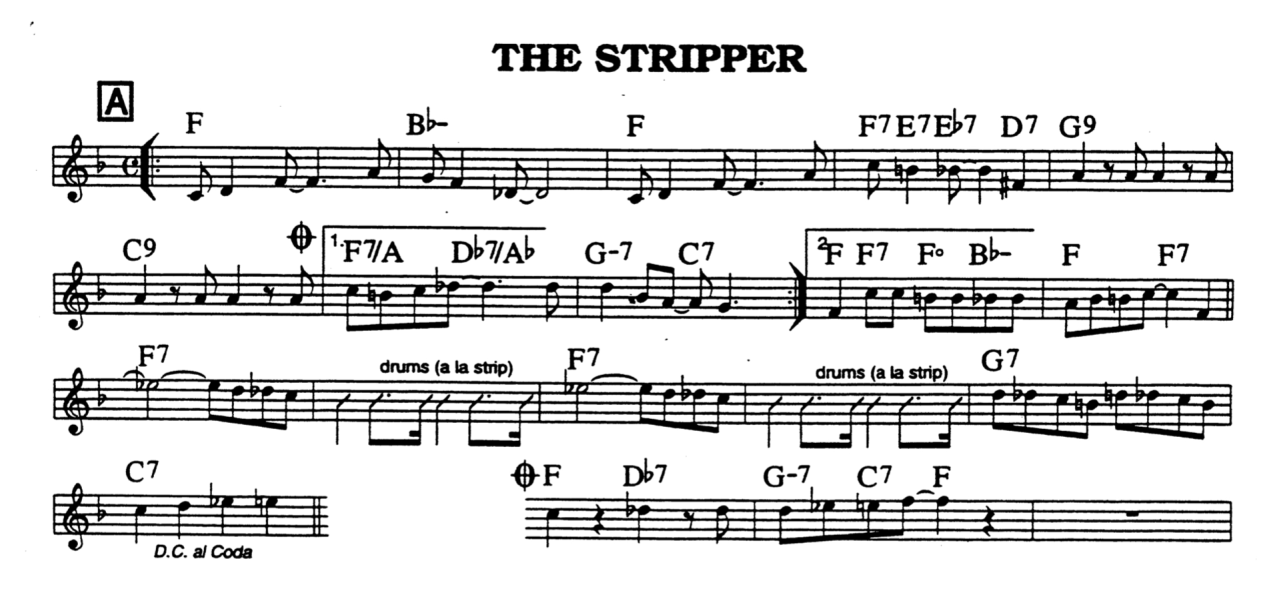 THE STRIPPER
A
F B♭- F F7 E7 E♭7 D7 G9
C9 1. F7/A D♭7/A♭ G-7 C7 2. F F7 F° B♭- F F7
F7 drums (a la strip) F7 drums (a la strip) G7
C7 F D♭7 G-7 C7 F
D.C. al Coda